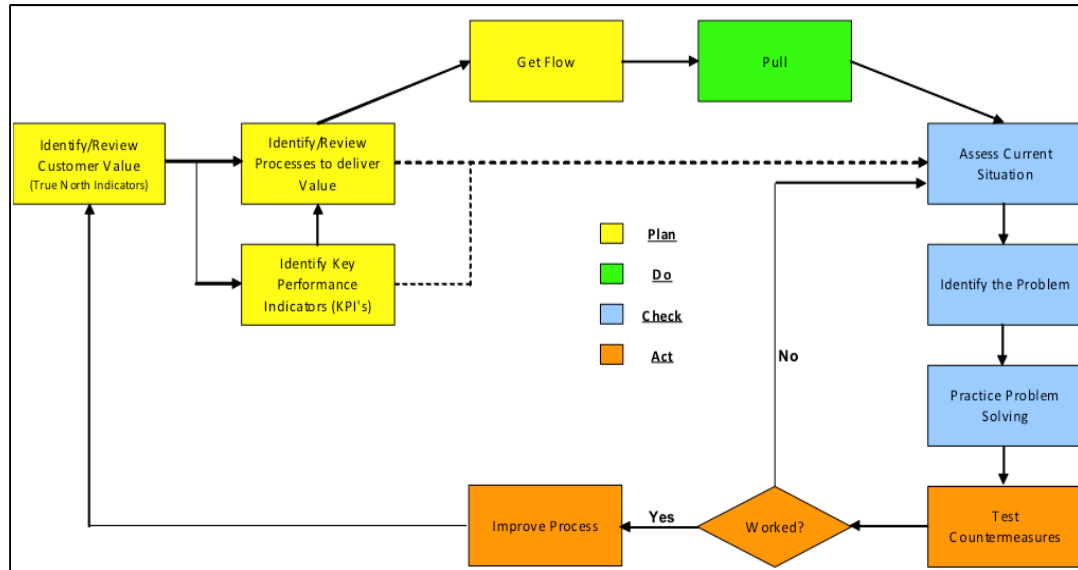 Get Flow
Pull
Identify/Review
Customer Value
(True North Indicators)
Identify/Review
Processes to deliver
Value
Assess Current
Situation
Identify Key
Performance
Indicators (KPI's)
Plan
Do
Check
Act
Identify the Problem
No
Practice Problem
Solving
Improve Process
Yes
Worked?
Test
Countermeasures